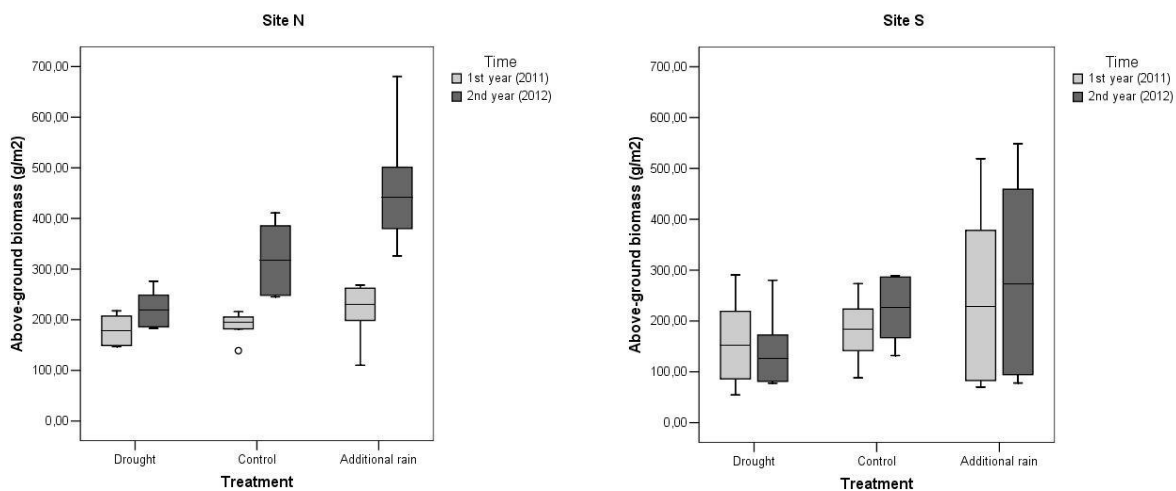 Site N
Time
1st year (2011)
2nd year (2012)
Above-ground biomass (g/m2)
700,00
600,00
500,00
400,00
300,00
200,00
100,00
0,00
Drought
Control
Additional rain
Treatment
Site S
Time
1st year (2011)
2nd year (2012)
Above-ground biomass (g/m2)
700,00
600,00
500,00
400,00
300,00
200,00
100,00
0,00
Drought
Control
Additional rain
Treatment